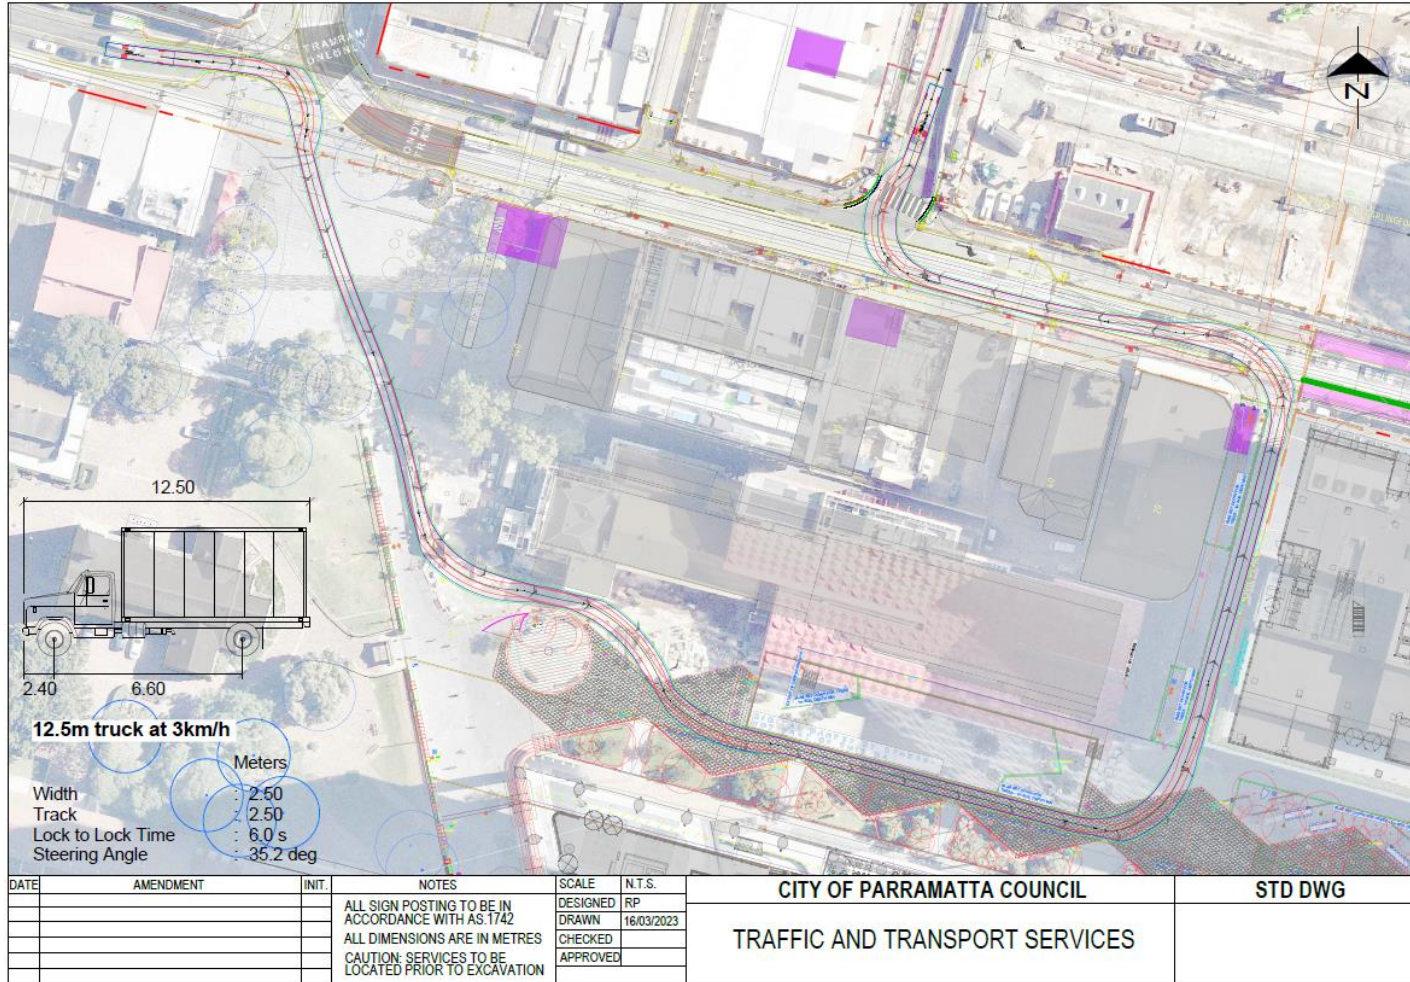 TRAM
ONLY
N
12.50
2.40
6.60
12.5m truck at 3km/h
Meters
Width : 2.50
Track : 2.50
Lock to Lock Time : 6.0 s
Steering Angle : 35.2 deg
DATE AMENDMENT INIT.
NOTES
ALL SIGN POSTING TO BE IN
ACCORDANCE WITH AS.1742
ALL DIMENSIONS ARE IN METRES
CAUTION: SERVICES TO BE
LOCATED PRIOR TO EXCAVATION
SCALE N.T.S.
DESIGNED RP
DRAWN 16/03/2023
CHECKED
APPROVED
CITY OF PARRAMATTA COUNCIL
TRAFFIC AND TRANSPORT SERVICES
STD DWG